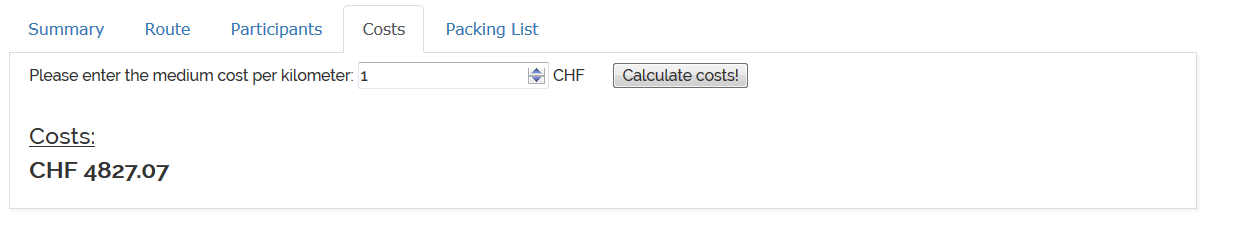 Summary Route Participants Costs Packing List
Please enter the medium cost per kilometer: 1 CHF Calculate costs!
Costs:
CHF 4827.07